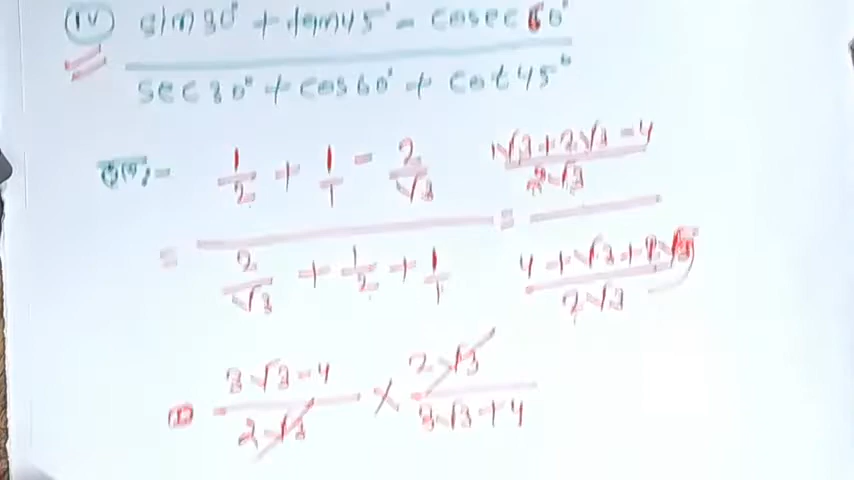 (iv) sin30° + tan45° - cosec60°
sec30° + cos60° + cot45°
1/2 + 1/1 - 2/√3 = 1√3+2√3-4 / 2√3
= 2/√3 + 1/2 + 1/1 4+√3+2√3 / 2√3
3√3-4 / 2√3 × 2√3 / 3√3+4